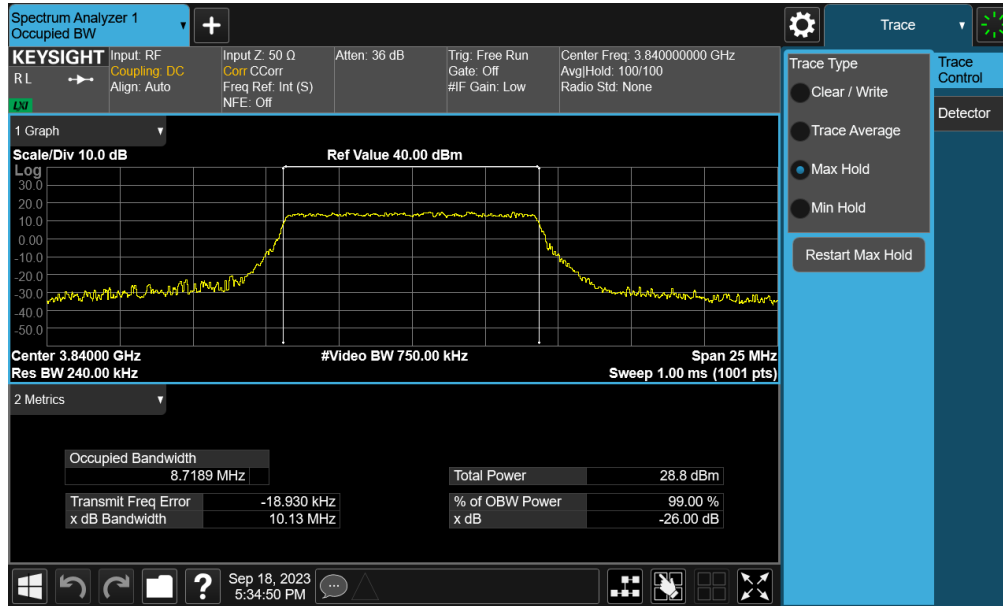 Spectrum Analyzer 1
Occupied BW
+
Trace
KEYSIGHT
R L
LXI
Input: RF
Coupling: DC
Align: Auto
Input Z: 50 Ω
Corr CCorr
Freq Ref: Int (S)
NFE: Off
Atten: 36 dB
Trig: Free Run
Gate: Off
#IF Gain: Low
Center Freq: 3.840000000 GHz
Avg|Hold: 100/100
Radio Std: None
Trace Type
Clear / Write
Trace Average
Max Hold
Min Hold
Restart Max Hold
Trace
Control
Detector
1 Graph
Scale/Div 10.0 dB
Ref Value 40.00 dBm
Log
30.0
20.0
10.0
0.00
-10.0
-20.0
-30.0
-40.0
-50.0
Center 3.84000 GHz
#Video BW 750.00 kHz
Span 25 MHz
Res BW 240.00 kHz
Sweep 1.00 ms (1001 pts)
2 Metrics
Occupied Bandwidth
8.7189 MHz
Total Power 28.8 dBm
Transmit Freq Error -18.930 kHz
% of OBW Power 99.00 %
x dB Bandwidth 10.13 MHz
x dB -26.00 dB
?
Sep 18, 2023
5:34:50 PM